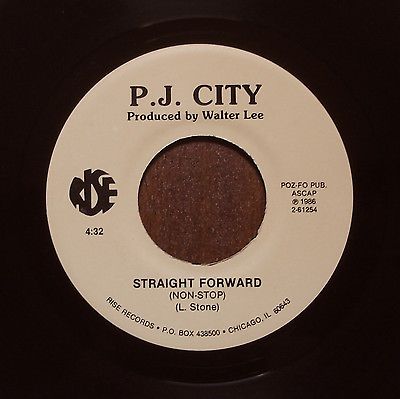 P.J. CITY
Produced by Walter Lee
RISE
4:32
POZ-FO PUB.
ASCAP
℗ 1986
2-61254
STRAIGHT FORWARD
(NON-STOP)
(L. Stone)
RISE RECORDS • P.O. BOX 438500 • CHICAGO, IL 60643